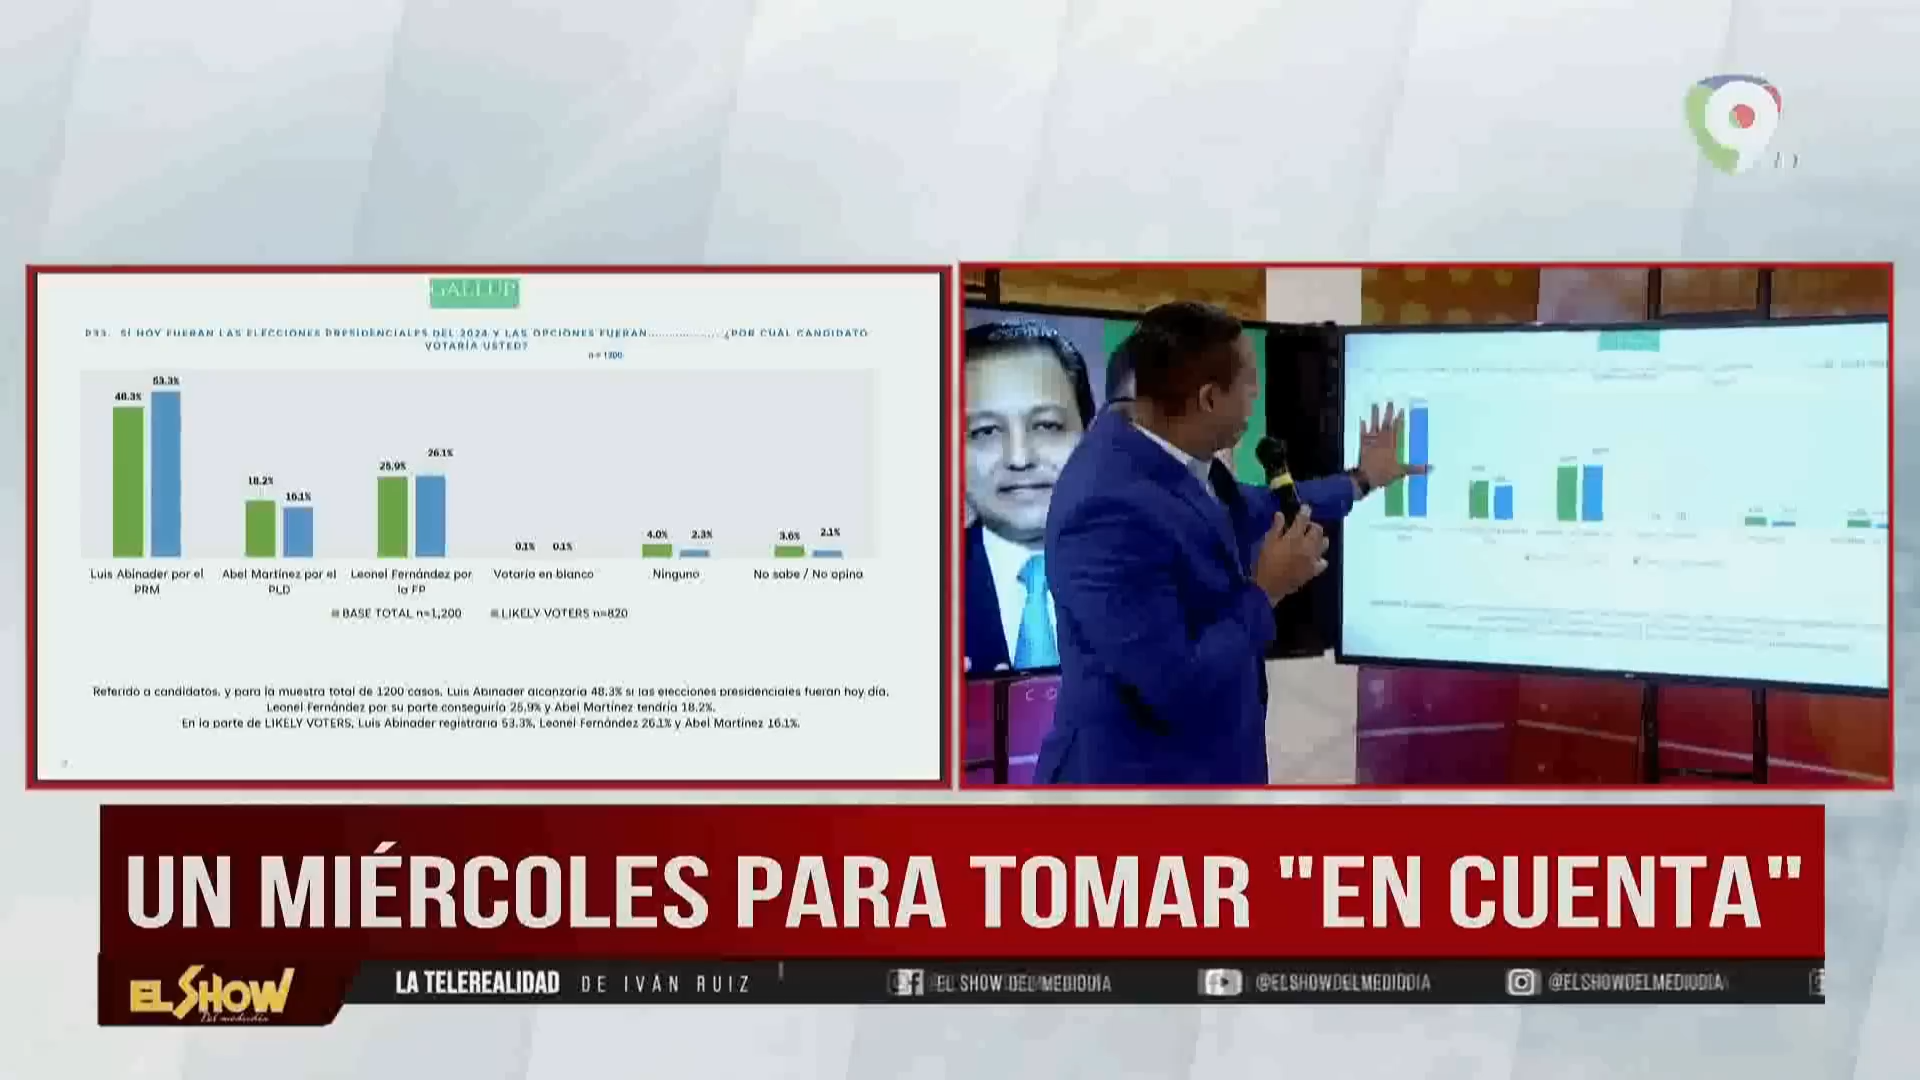 GALLUP
P33. SI HOY FUERAN LAS ELECCIONES PRESIDENCIALES DEL 2024 Y LAS OPCIONES FUERAN....................¿POR CUÁL CANDIDATO
VOTARÍA USTED?
n= 1200
48.3%
53.3%
18.2%
16.1%
25.9%
26.1%
0.1%
0.1%
4.0%
2.3%
3.6%
2.1%
Luis Abinader por el
PRM
Abel Martínez por el
PLD
Leonel Fernández por
la FP
Votaría en blanco
Ninguno
No sabe / No opina
BASE TOTAL n=1,200
LIKELY VOTERS n=820
Referido a candidatos, y para la muestra total de 1200 casos, Luis Abinader alcanzaría 48.3% si las elecciones presidenciales fueran hoy día.
Leonel Fernández por su parte conseguiría 25,9% y Abel Martínez tendría 18.2%.
En la parte de LIKELY VOTERS, Luis Abinader registraría 53.3%, Leonel Fernández 26.1% y Abel Martínez 16.1%.
UN MIÉRCOLES PARA TOMAR "EN CUENTA"
EL SHOW
Del mediodía
LA TELEREALIDAD DE IVÁN RUIZ
EL SHOW DEL MEDIODIA
@ELSHOWDELMEDIODIA
@ELSHOWDELMEDIODIA